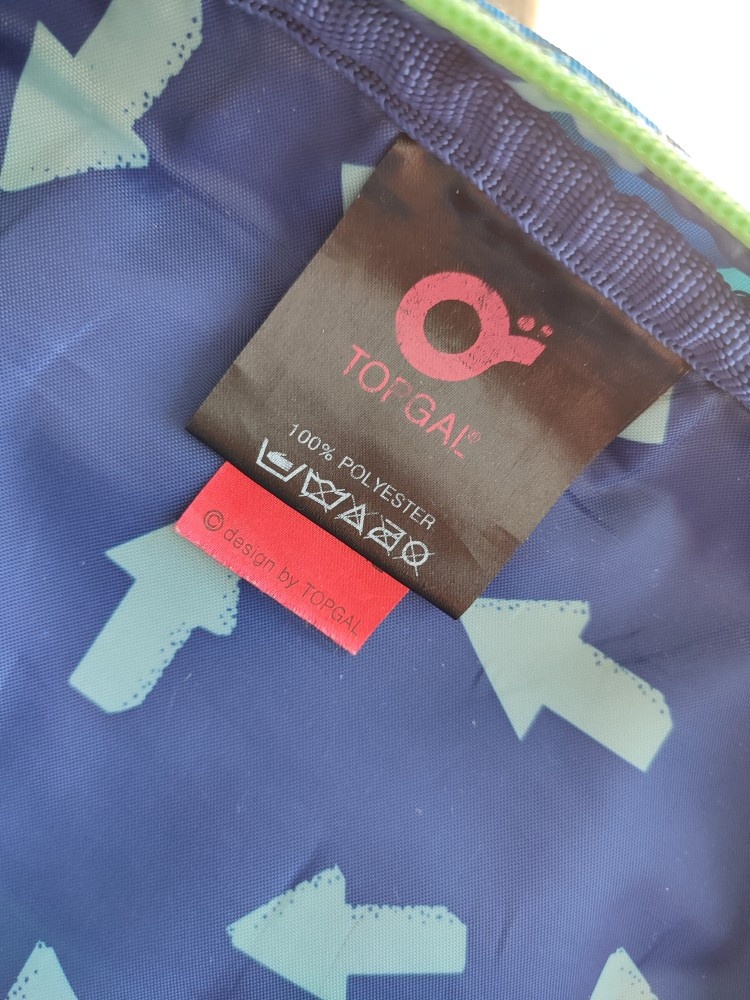 TOPGAL®
100% POLYESTER
© design by TOPGAL